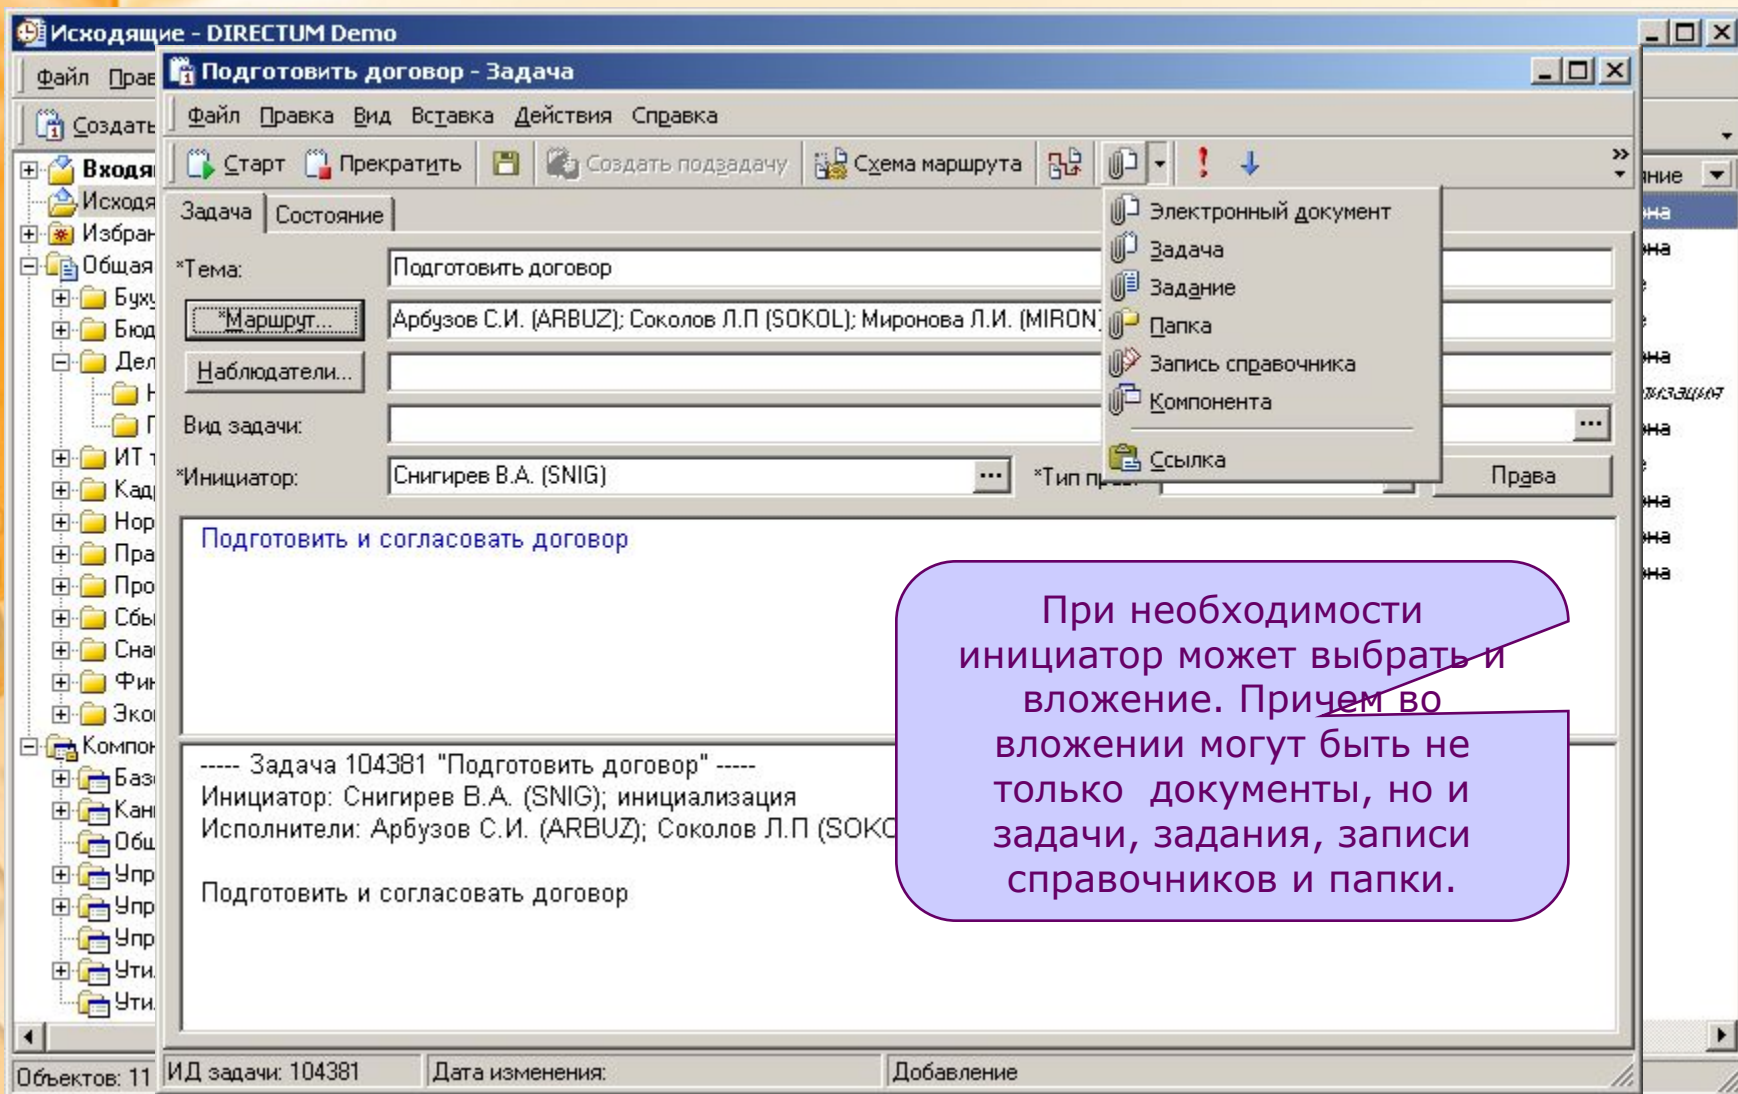 Исходящие - DIRECTUM Demo
Файл
Создать
Исходя
Общая
Подготовить договор - Задача
Файл Правка Вид Вставка Действия Справка
Старт Прекратить Создать подзадачу Схема маршрута
Задача Состояние
*Тема: Подготовить договор
*Маршрут... Арбузов С.И. (ARBUZ); Соколов Л.П (SOKOL); Миронова Л.И. (MIRON)
Наблюдатели...
Вид задачи:
*Инициатор: Снигирев В.А. (SNIG) *Тип Права
Электронный документ
Задача
Задание
Папка
Запись справочника
Компонента
Ссылка
Подготовить и согласовать договор
----- Задача 104381 "Подготовить договор" -----
Инициатор: Снигирев В.А. (SNIG); инициализация
Исполнители: Арбузов С.И. (ARBUZ); Соколов Л.П (SOKO
Подготовить и согласовать договор
При необходимости
инициатор может выбрать и
вложение. Причем во
вложении могут быть не
только документы, но и
задачи, задания, записи
справочников и папки.
Объектов: 11
ИД задачи: 104381 Дата изменения: Добавление